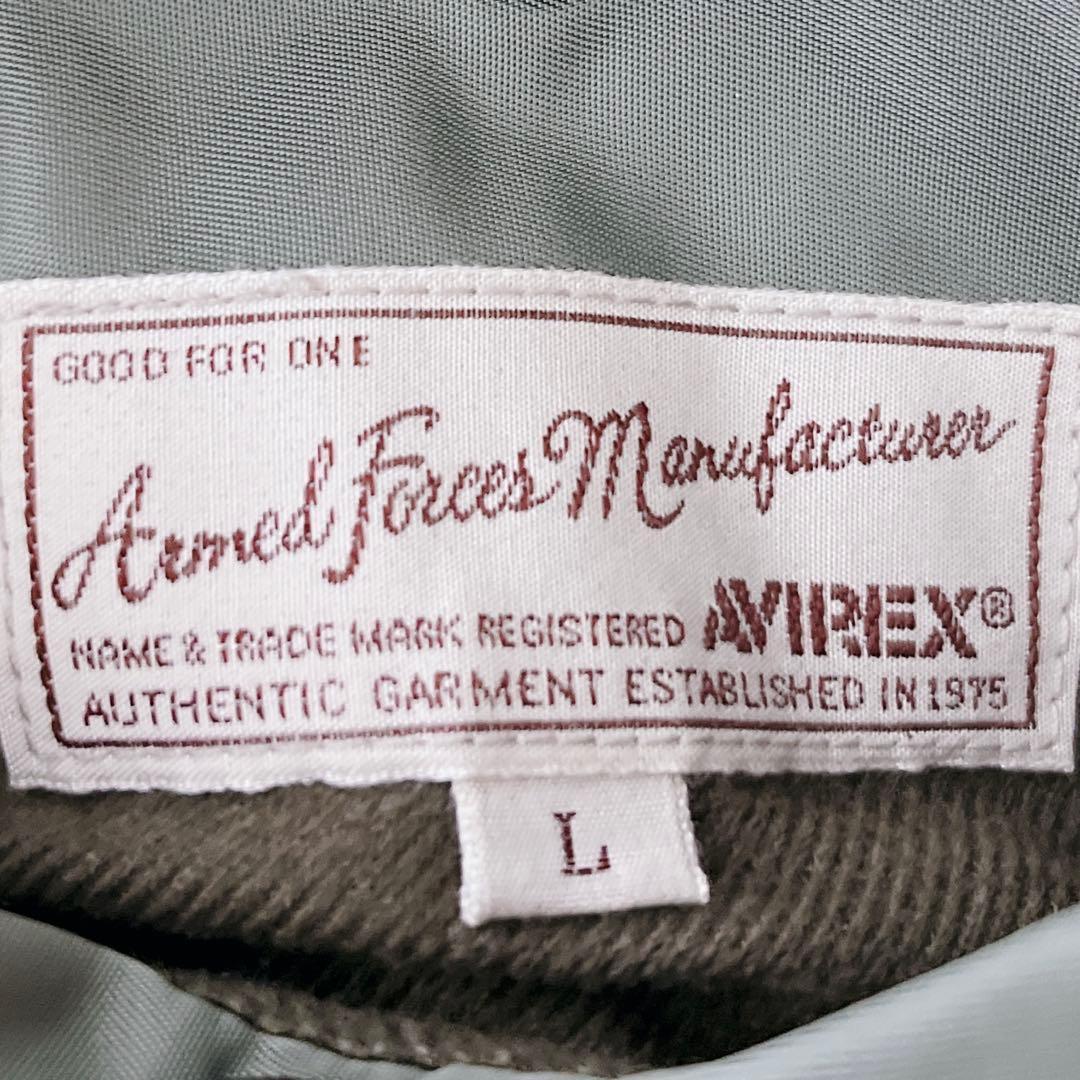 GOOD FOR ONE
Armed Forces Manufacturer
NAME & TRADE MARK REGISTERED AVIREX®
AUTHENTIC GARMENT ESTABLISHED IN 1975
L